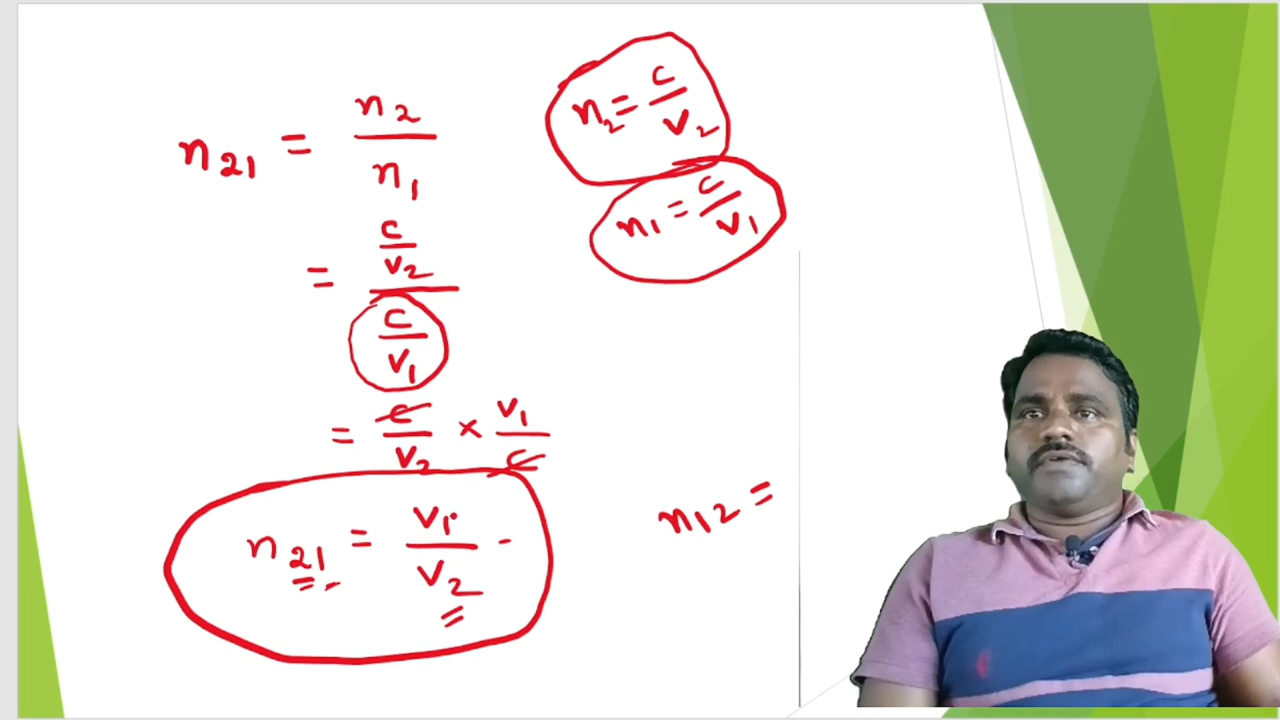 n₂₁ = n₂/n₁
n₂ = c/v₂
n₁ = c/v₁
= (c/v₂)/(c/v₁)
= c/v₂ × v₁/c
n₂₁ = v₁/v₂
n₁₂ =